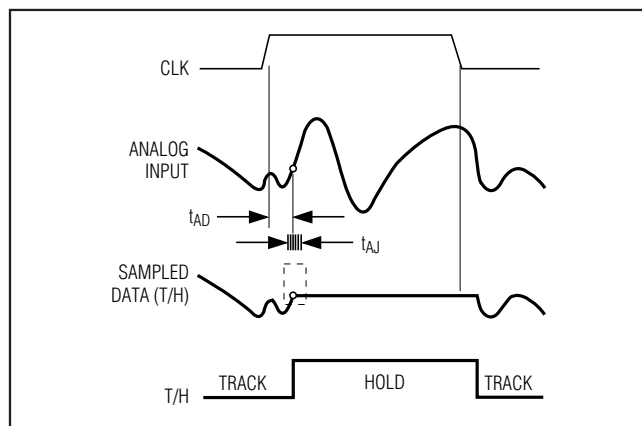 CLK
ANALOG
INPUT
tAD
tAJ
SAMPLED
DATA (T/H)
T/H
TRACK
HOLD
TRACK